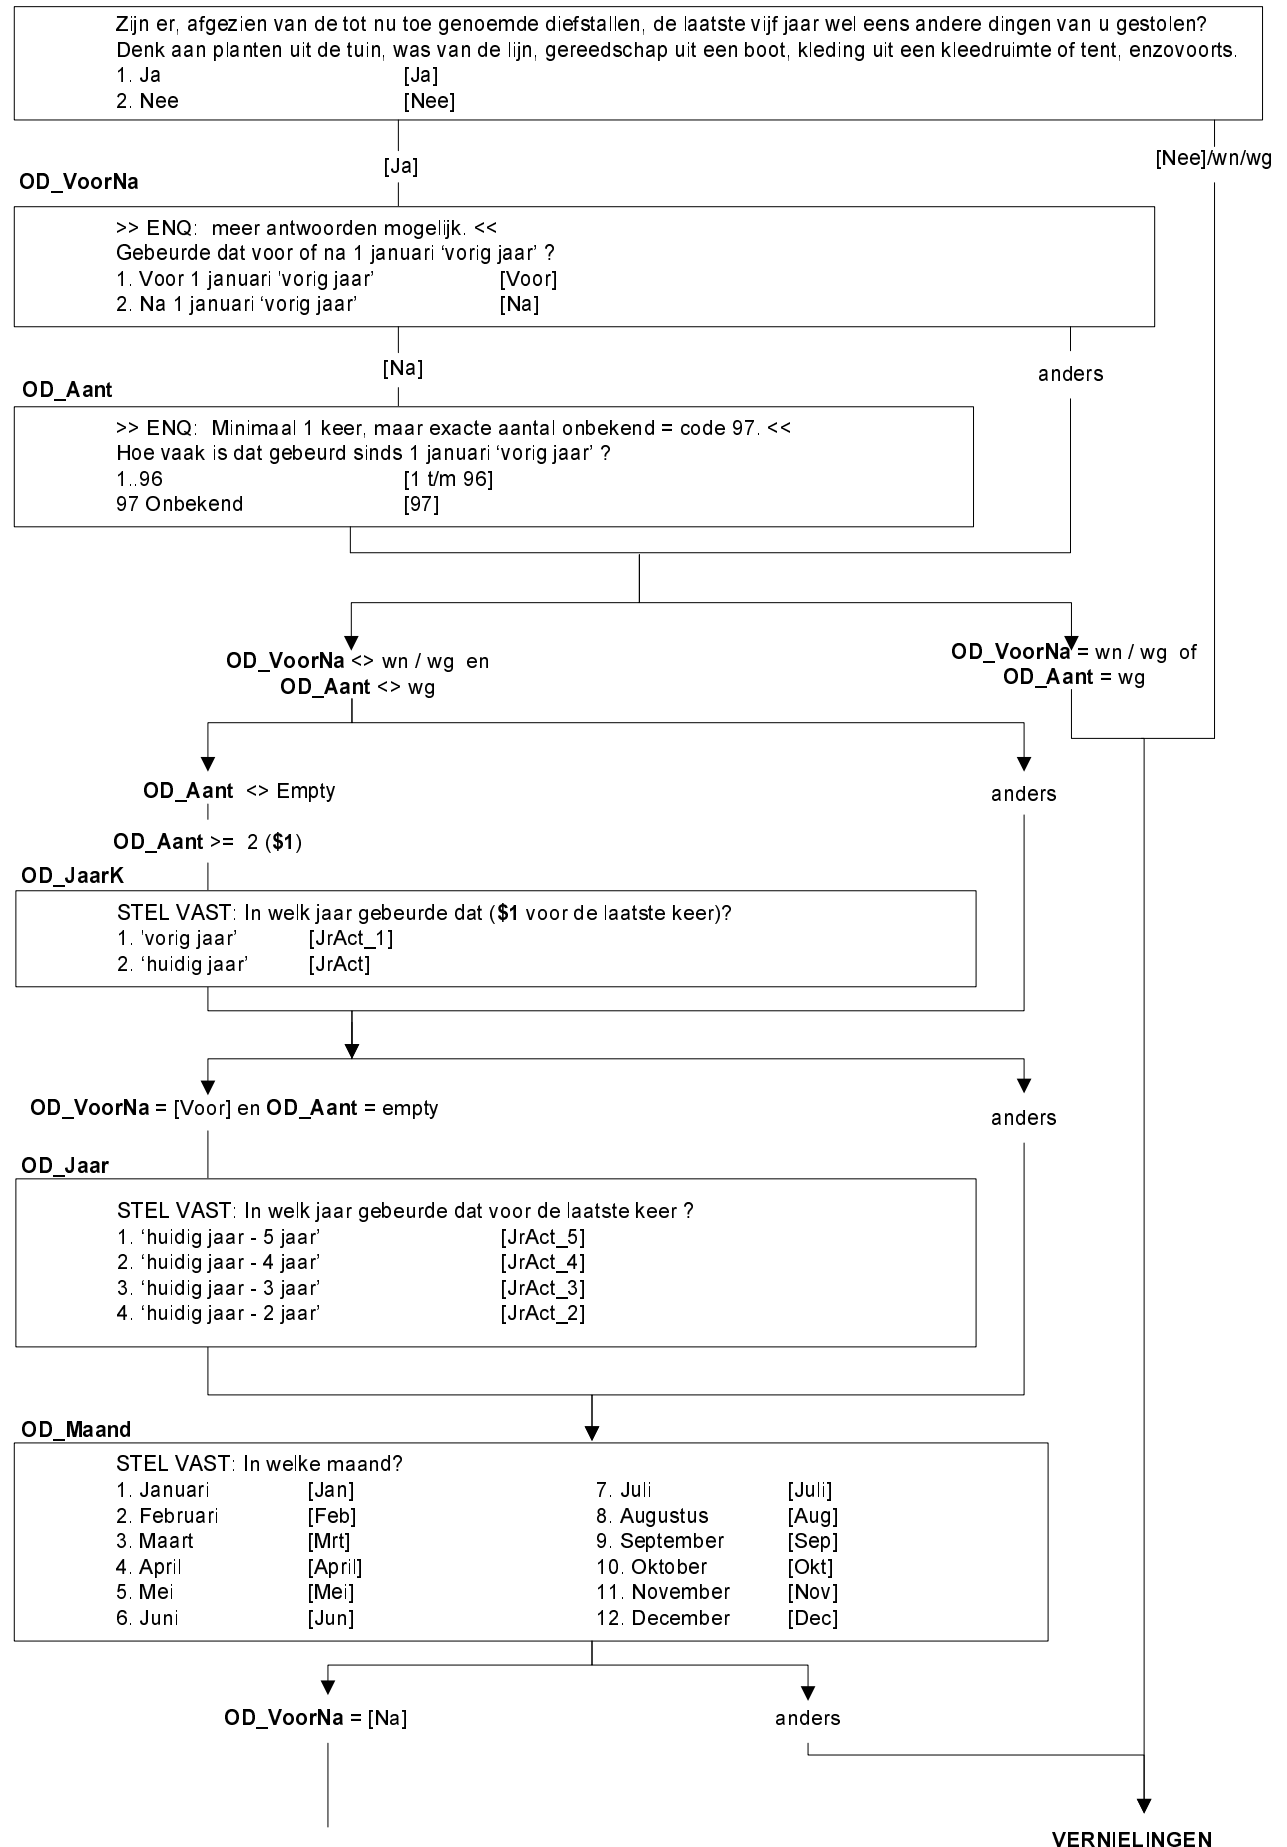 Zijn er, afgezien van de tot nu toe genoemde diefstallen, de laatste vijf jaar wel eens andere dingen van u gestolen?
Denk aan planten uit de tuin, was van de lijn, gereedschap uit een boot, kleding uit een kleedruimte of tent, enzovoorts.
1. Ja [Ja]
2. Nee [Nee]
[Ja]
[Nee]/wn/wg
OD_VoorNa
>> ENQ: meer antwoorden mogelijk. <<
Gebeurde dat voor of na 1 januari ‘vorig jaar’ ?
1. Voor 1 januari 'vorig jaar’ [Voor]
2. Na 1 januari ‘vorig jaar’ [Na]
[Na]
anders
OD_Aant
>> ENQ: Minimaal 1 keer, maar exacte aantal onbekend = code 97. <<
Hoe vaak is dat gebeurd sinds 1 januari ‘vorig jaar’ ?
1..96 [1 t/m 96]
97 Onbekend [97]
OD_VoorNa <> wn / wg en
OD_Aant <> wg
OD_VoorNa = wn / wg of
OD_Aant = wg
OD_Aant <> Empty
anders
OD_Aant >= 2 ($1)
OD_JaarK
STEL VAST: In welk jaar gebeurde dat ($1 voor de laatste keer)?
1. 'vorig jaar’ [JrAct_1]
2. ‘huidig jaar’ [JrAct]
OD_VoorNa = [Voor] en OD_Aant = empty
anders
OD_Jaar
STEL VAST: In welk jaar gebeurde dat voor de laatste keer ?
1. ‘huidig jaar - 5 jaar’ [JrAct_5]
2. ‘huidig jaar - 4 jaar’ [JrAct_4]
3. ‘huidig jaar - 3 jaar’ [JrAct_3]
4. ‘huidig jaar - 2 jaar’ [JrAct_2]
OD_Maand
STEL VAST: In welke maand?
1. Januari [Jan] 7. Juli [Juli]
2. Februari [Feb] 8. Augustus [Aug]
3. Maart [Mrt] 9. September [Sep]
4. April [April] 10. Oktober [Okt]
5. Mei [Mei] 11. November [Nov]
6. Juni [Jun] 12. December [Dec]
OD_VoorNa = [Na]
anders
VERNIELINGEN